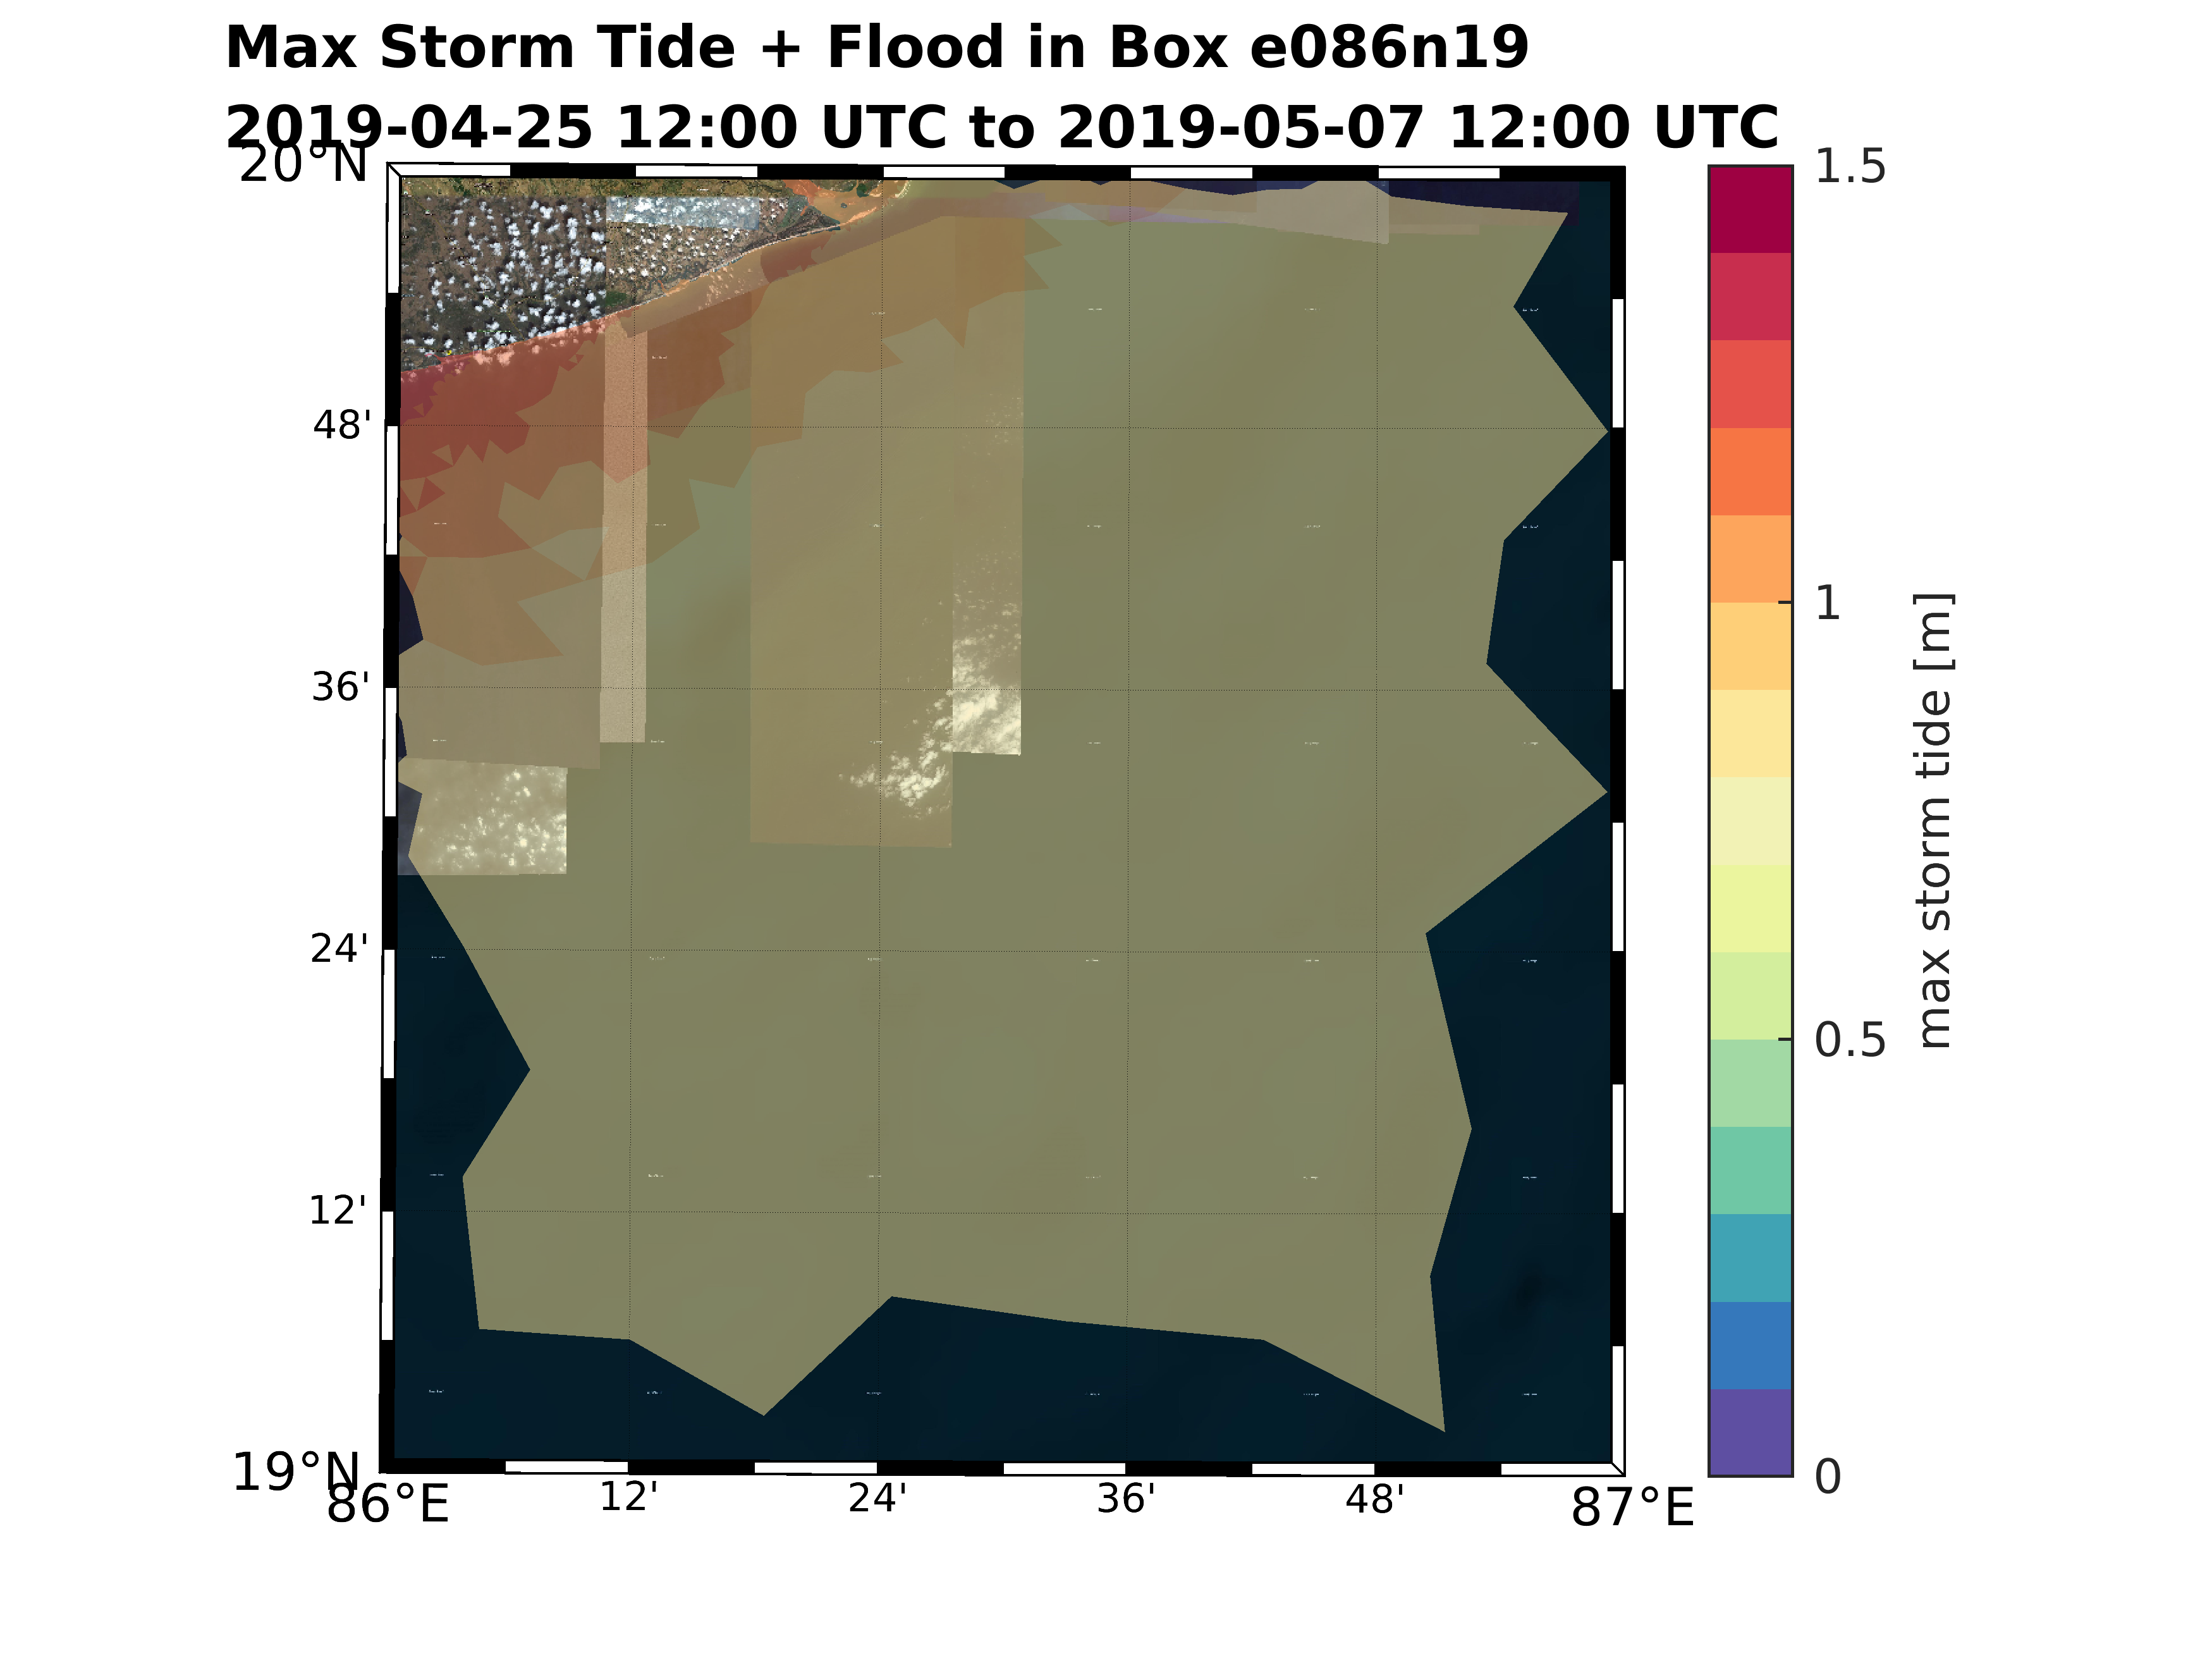 Max Storm Tide + Flood in Box e086n19
2019-04-25 12:00 UTC to 2019-05-07 12:00 UTC
20°N
48'
36'
24'
12'
19°N
86°E
12'
24'
36'
48'
87°E
1.5
1
0.5
0
max storm tide [m]